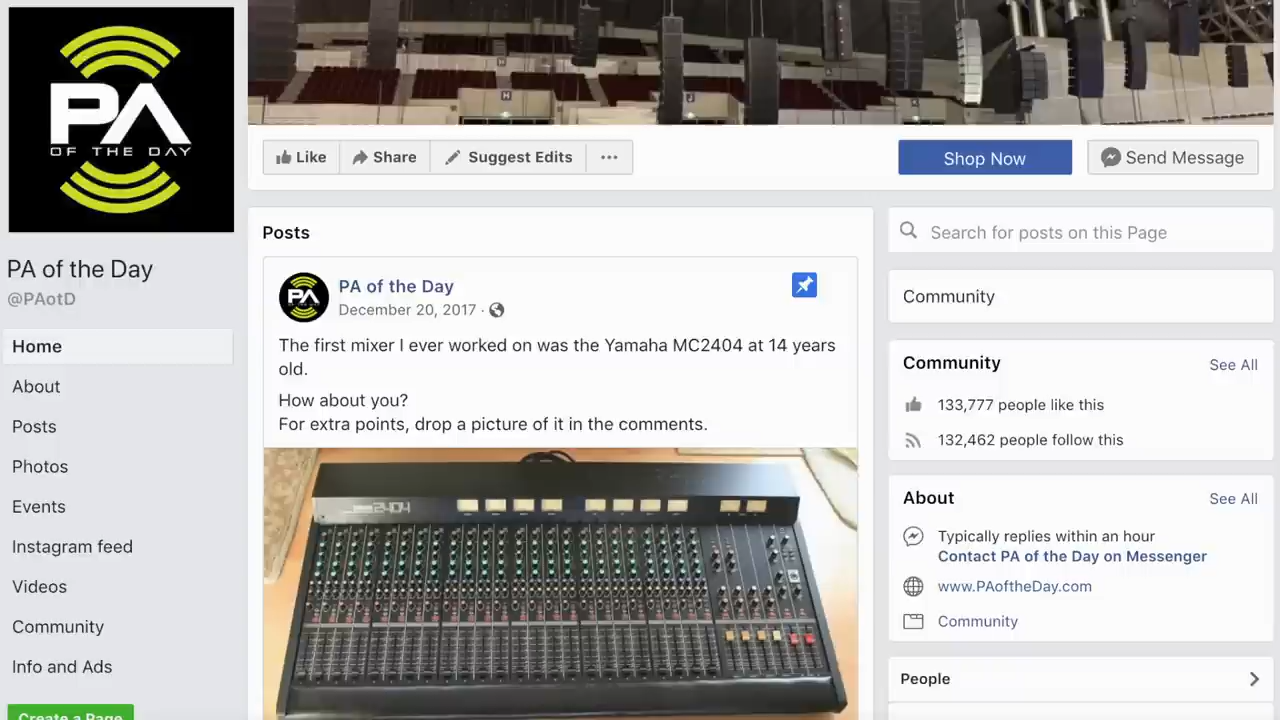 PA
OF THE DAY
H
J
H
Like
Share
Suggest Edits
Shop Now
Send Message
PA of the Day
@PAotD
Home
About
Posts
Photos
Events
Instagram feed
Videos
Community
Info and Ads
Create a Page
Posts
PA
PA of the Day
December 20, 2017 ·
The first mixer I ever worked on was the Yamaha MC2404 at 14 years
old.
How about you?
For extra points, drop a picture of it in the comments.
2404
Search for posts on this Page
Community
Community
See All
133,777 people like this
132,462 people follow this
About
See All
Typically replies within an hour
Contact PA of the Day on Messenger
www.PAoftheDay.com
Community
People